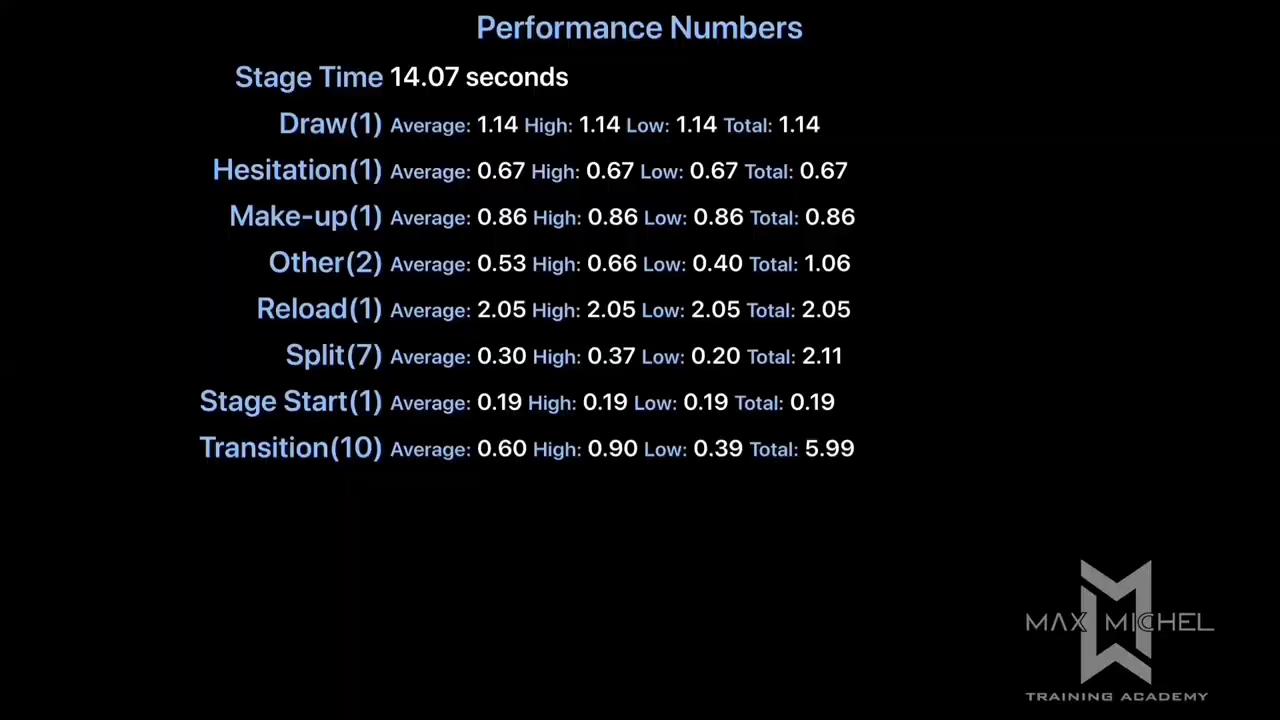 Performance Numbers
Stage Time 14.07 seconds
Draw(1) Average: 1.14 High: 1.14 Low: 1.14 Total: 1.14
Hesitation(1) Average: 0.67 High: 0.67 Low: 0.67 Total: 0.67
Make-up(1) Average: 0.86 High: 0.86 Low: 0.86 Total: 0.86
Other(2) Average: 0.53 High: 0.66 Low: 0.40 Total: 1.06
Reload(1) Average: 2.05 High: 2.05 Low: 2.05 Total: 2.05
Split(7) Average: 0.30 High: 0.37 Low: 0.20 Total: 2.11
Stage Start(1) Average: 0.19 High: 0.19 Low: 0.19 Total: 0.19
Transition(10) Average: 0.60 High: 0.90 Low: 0.39 Total: 5.99
MAX MICHEL
TRAINING ACADEMY